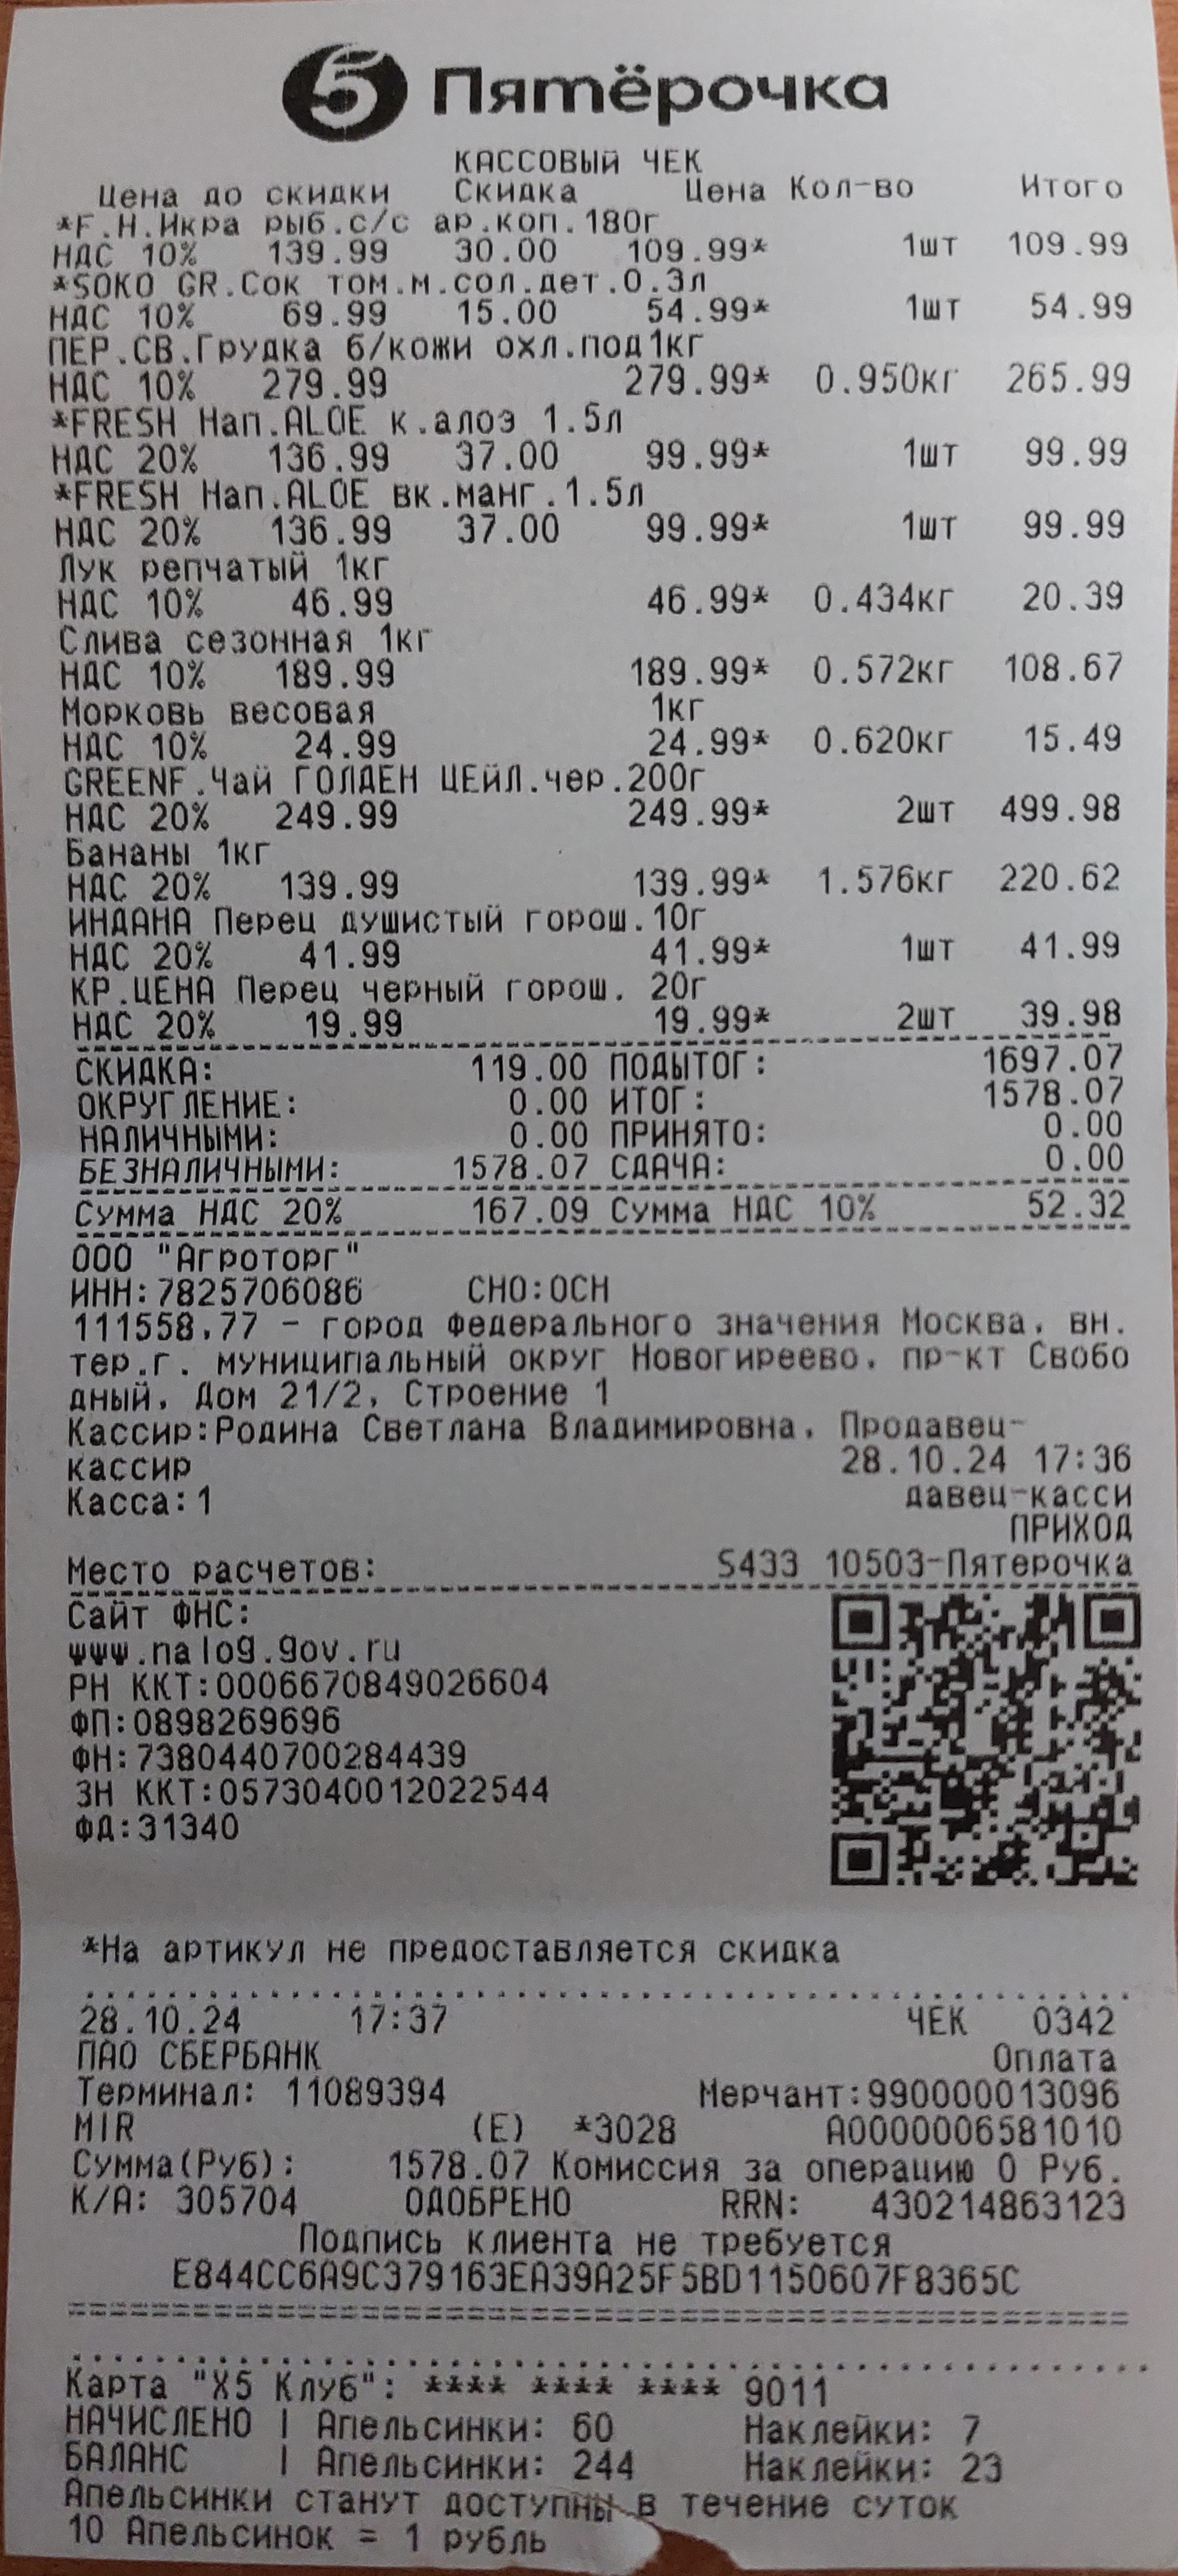 5 Пятёрочка
КАССОВЫЙ ЧЕК
Цена до скидки Скидка Цена Кол-во Итого
*F.H.Икра рыб.с/с ар.коп.180г
НДС 10% 139.99 30.00 109.99* 1шт 109.99
*SOKO GR.Сок том.м.сол.дет.0.3л
НДС 10% 69.99 15.00 54.99* 1шт 54.99
ПЕР.СВ.Грудка б/кожи охл.под1кг
НДС 10% 279.99 279.99* 0.950кг 265.99
*FRESH Нап.ALOE к.алоэ 1.5л
НДС 20% 136.99 37.00 99.99* 1шт 99.99
*FRESH Нап.ALOE вк.манг.1.5л
НДС 20% 136.99 37.00 99.99* 1шт 99.99
Лук репчатый 1кг
НДС 10% 46.99 46.99* 0.434кг 20.39
Слива сезонная 1кг
НДС 10% 189.99 189.99* 0.572кг 108.67
Морковь весовая 1кг
НДС 10% 24.99 24.99* 0.620кг 15.49
GREENF.Чай ГОЛДЕН ЦЕЙЛ.чер.200г
НДС 20% 249.99 249.99* 2шт 499.98
Бананы 1кг
НДС 20% 139.99 139.99* 1.576кг 220.62
ИНДАНА Перец душистый горош.10г
НДС 20% 41.99 41.99* 1шт 41.99
КР.ЦЕНА Перец черный горош. 20г
НДС 20% 19.99 19.99* 2шт 39.98
СКИДКА: 119.00 ПОДЫТОГ: 1697.07
ОКРУГЛЕНИЕ: 0.00 ИТОГ: 1578.07
НАЛИЧНЫМИ: 0.00 ПРИНЯТО: 0.00
БЕЗНАЛИЧНЫМИ: 1578.07 СДАЧА: 0.00
Сумма НДС 20% 167.09 Сумма НДС 10% 52.32
ООО "Агроторг"
ИНН:7825706086 СНО:ОСН
111558,77 - город федерального значения Москва, вн.
тер.г. муниципальный округ Новогиреево, пр-кт Свобо
дный, Дом 21/2, Строение 1
Кассир:Родина Светлана Владимировна, Продавец-
кассир 28.10.24 17:36
Касса:1 давец-касси
ПРИХОД
Место расчетов: S433 10503-Пятерочка
Сайт ФНС:
www.nalog.gov.ru
РН ККТ:0006670849026604
ФП:0898269696
ФН:7380440700284439
ЗН ККТ:0573040012022544
ФД:31340
*На артикул не предоставляется скидка
28.10.24 17:37 ЧЕК 0342
ПАО СБЕРБАНК Оплата
Терминал: 11089394 Мерчант:990000013096
MIR (E) *3028 A0000006581010
Сумма(Руб): 1578.07 Комиссия за операцию 0 Руб.
К/А: 305704 ОДОБРЕНО RRN: 430214863123
Подпись клиента не требуется
E844CC6A9C379163EA39A25F5BD1150607F8365C
Карта "X5 Клуб": **** **** **** 9011
НАЧИСЛЕНО | Апельсинки: 60 Наклейки: 7
БАЛАНС | Апельсинки: 244 Наклейки: 23
Апельсинки станут доступны в течение суток
10 Апельсинок = 1 рубль